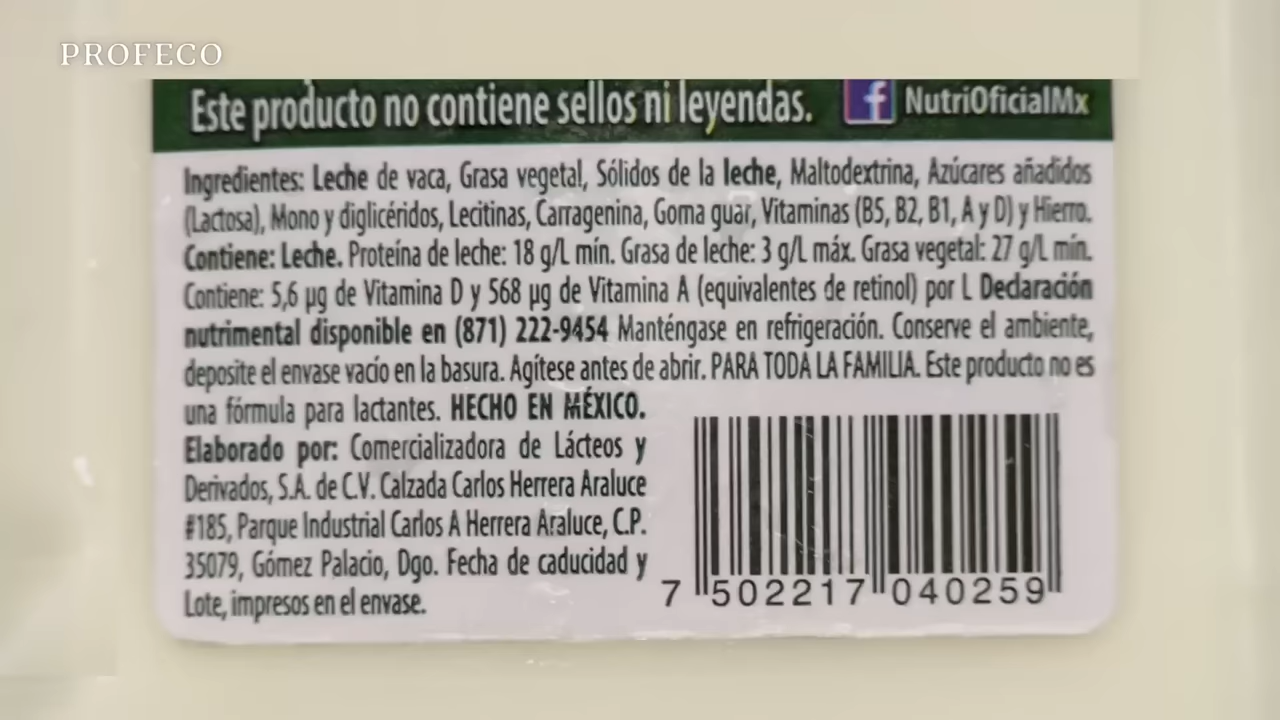 PROFECO
Este producto no contiene sellos ni leyendas.
NutriOficialMx
Ingredientes: Leche de vaca, Grasa vegetal, Sólidos de la leche, Maltodextrina, Azúcares añadidos
(Lactosa), Mono y diglicéridos, Lecitinas, Carragenina, Goma guar, Vitaminas (B5, B2, B1, A y D) y Hierro.
Contiene: Leche. Proteína de leche: 18 g/L mín. Grasa de leche: 3 g/L máx. Grasa vegetal: 27 g/L mín.
Contiene: 5,6 µg de Vitamina D y 568 µg de Vitamina A (equivalentes de retinol) por L Declaración
nutrimental disponible en (871) 222-9454 Manténgase en refrigeración. Conserve el ambiente,
deposite el envase vacío en la basura. Agítese antes de abrir. PARA TODA LA FAMILIA. Este producto no es
una fórmula para lactantes. HECHO EN MÉXICO.
Elaborado por: Comercializadora de Lácteos y
Derivados, S.A. de C.V. Calzada Carlos Herrera Araluce
#185, Parque Industrial Carlos A Herrera Araluce, C.P.
35079, Gómez Palacio, Dgo. Fecha de caducidad y
Lote, impresos en el envase.
7 502217 040259